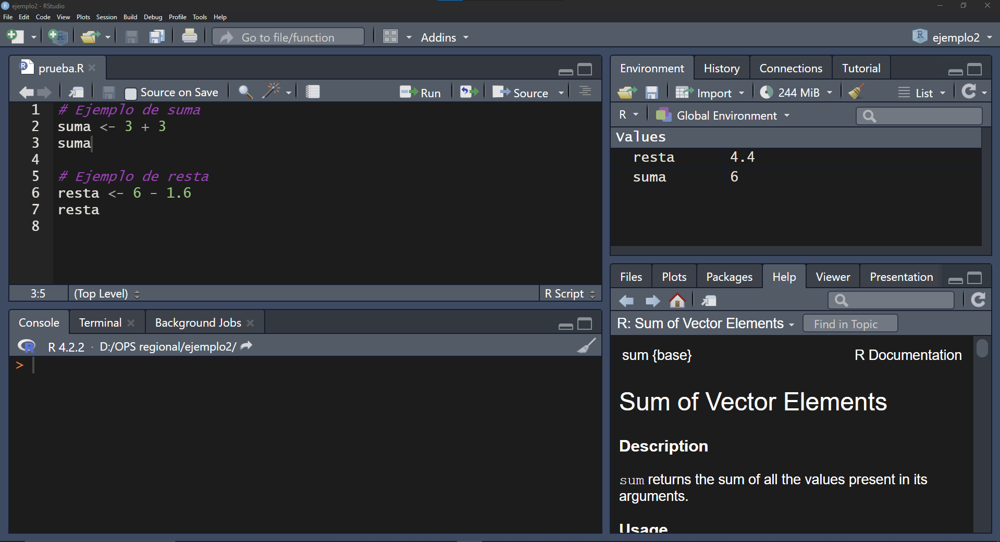 ejemplo2 - RStudio
File Edit Code View Plots Session Build Debug Profile Tools Help
Go to file/function Addins ejemplo2
prueba.R
Source on Save Run Source
1 # Ejemplo de suma
2 suma <- 3 + 3
3 suma
4
5 # Ejemplo de resta
6 resta <- 6 - 1.6
7 resta
8
3:5 (Top Level) R Script
Console Terminal Background Jobs
R 4.2.2 · D:/OPS regional/ejemplo2/
>
Environment History Connections Tutorial
Import 244 MiB List
R Global Environment
Values
resta 4.4
suma 6
Files Plots Packages Help Viewer Presentation
R: Sum of Vector Elements Find in Topic
sum {base} R Documentation
Sum of Vector Elements
Description
sum returns the sum of all the values present in its
arguments.
Usage